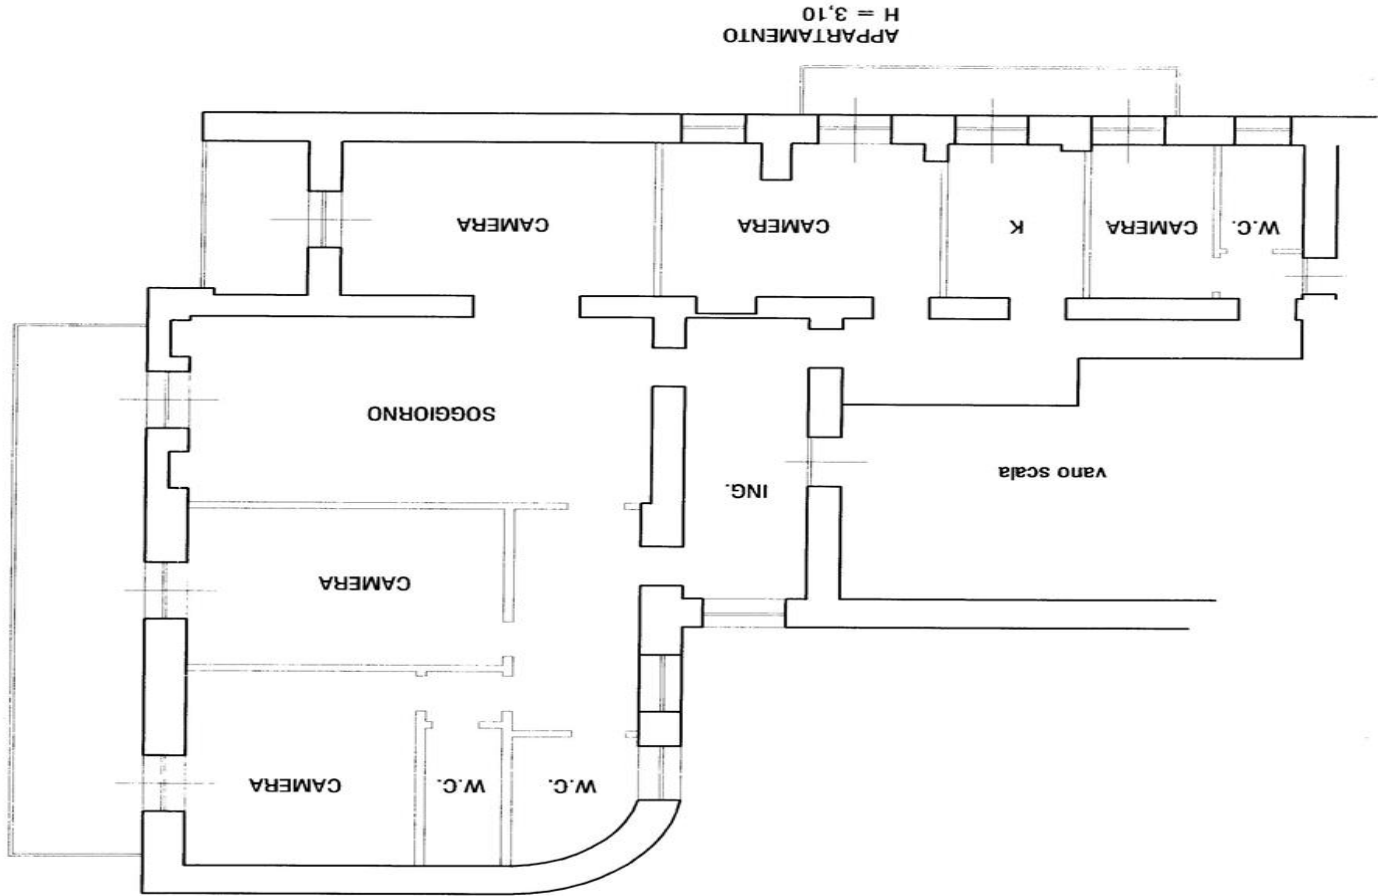 W.C.
W.C.
CAMERA
CAMERA
vano scala
ING.
SOGGIORNO
W.C.
CAMERA
K
CAMERA
CAMERA
APPARTAMENTO
H = 3,10